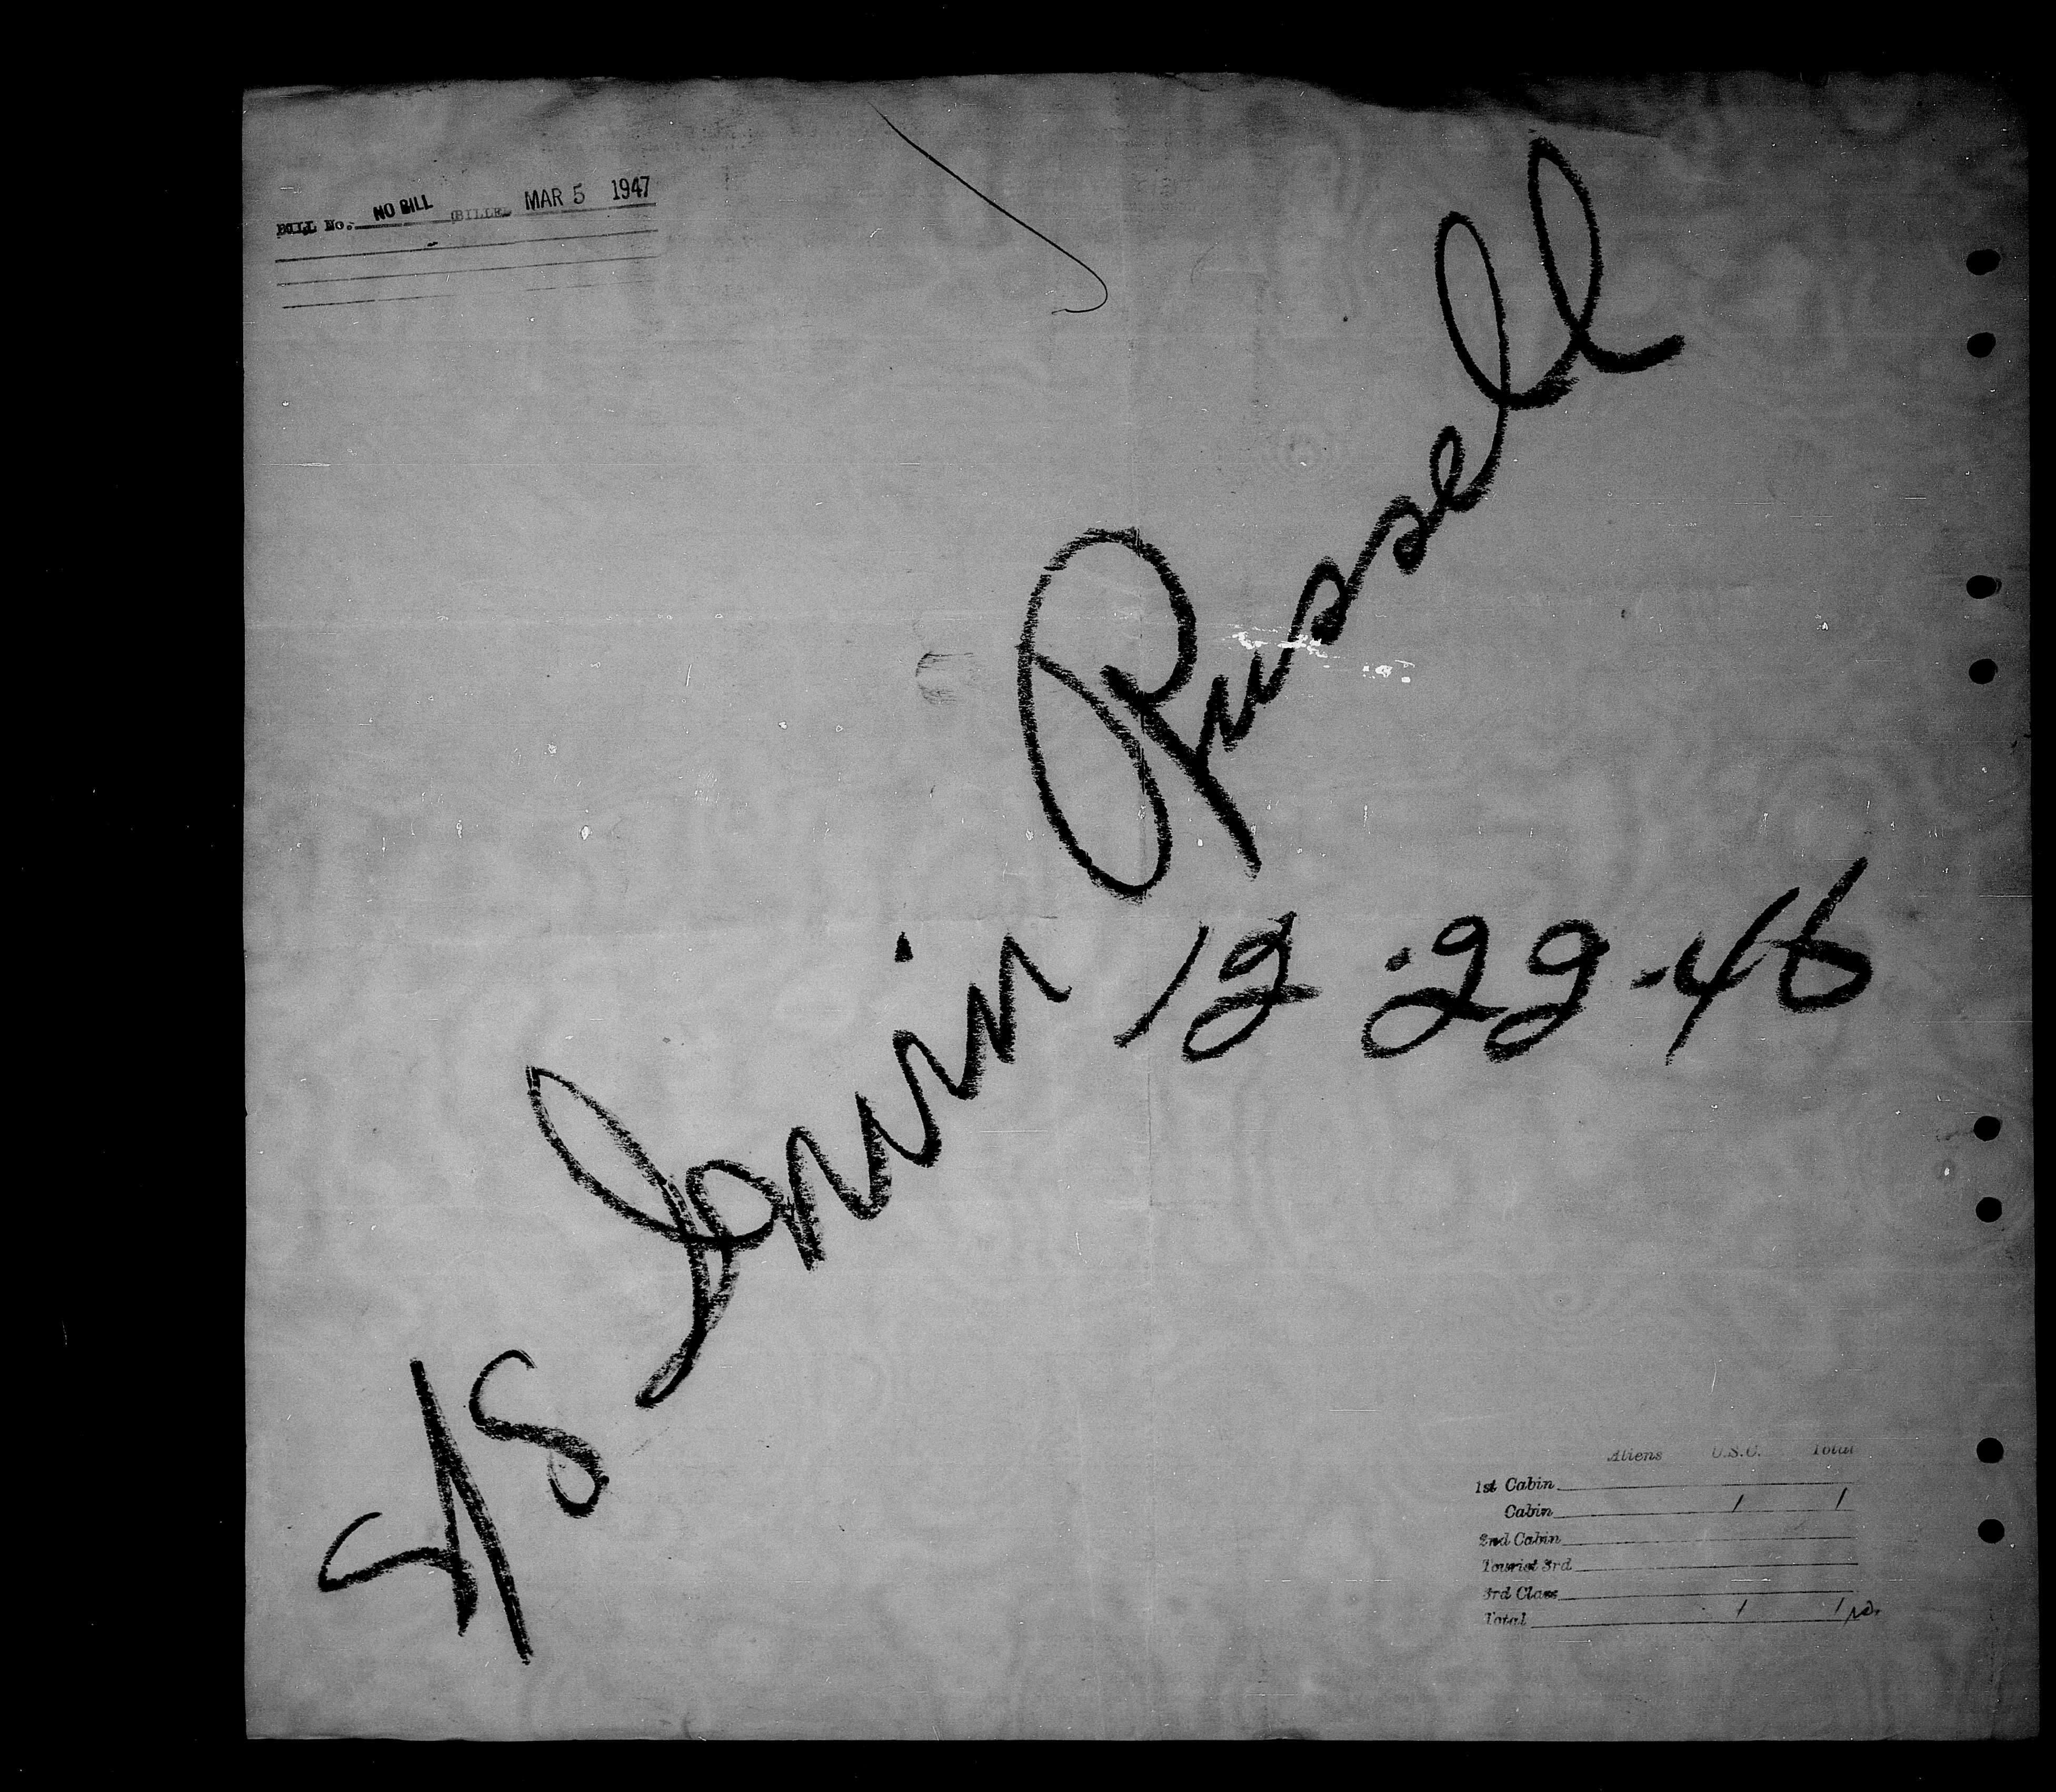 BILL No. NO BILL BILLED MAR 5 1947
S/S Irwin Russell
12 -22 -46
Aliens U.S.C. Total
1st Cabin
Cabin 1 1
2nd Cabin
Tourist 3rd
3rd Class
Total 1 1